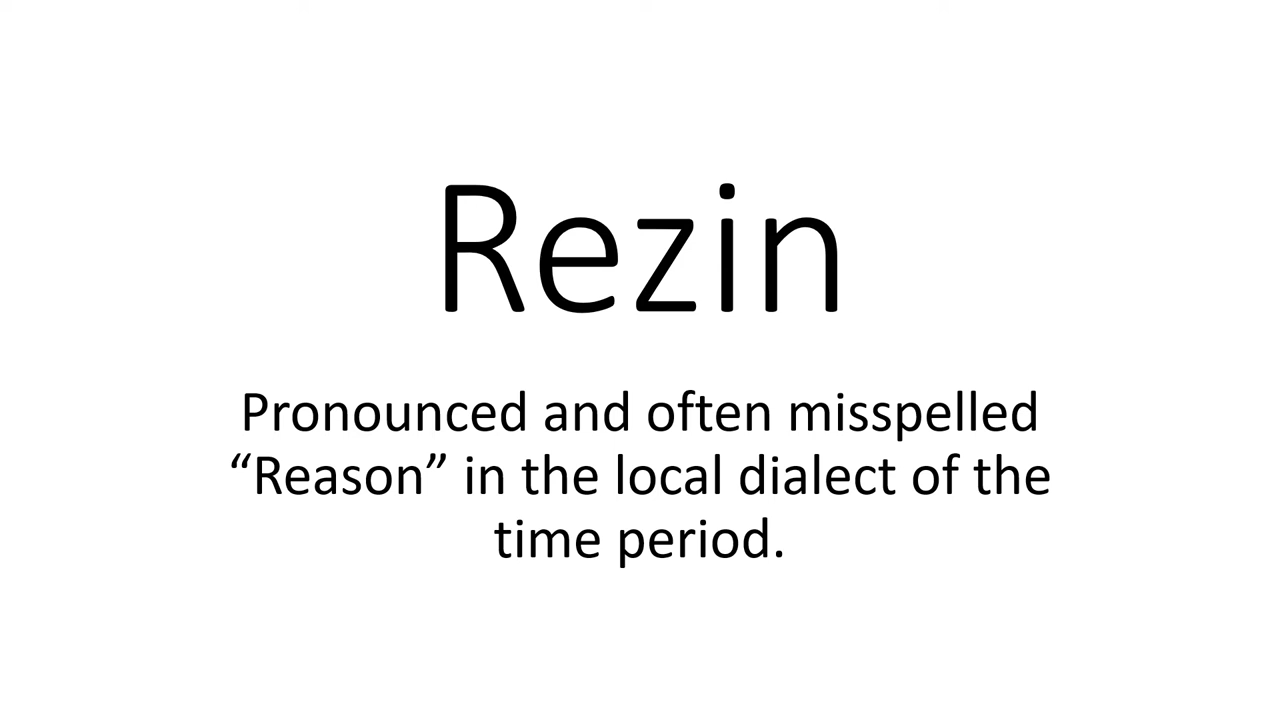 Rezin
Pronounced and often misspelled
“Reason” in the local dialect of the
time period.